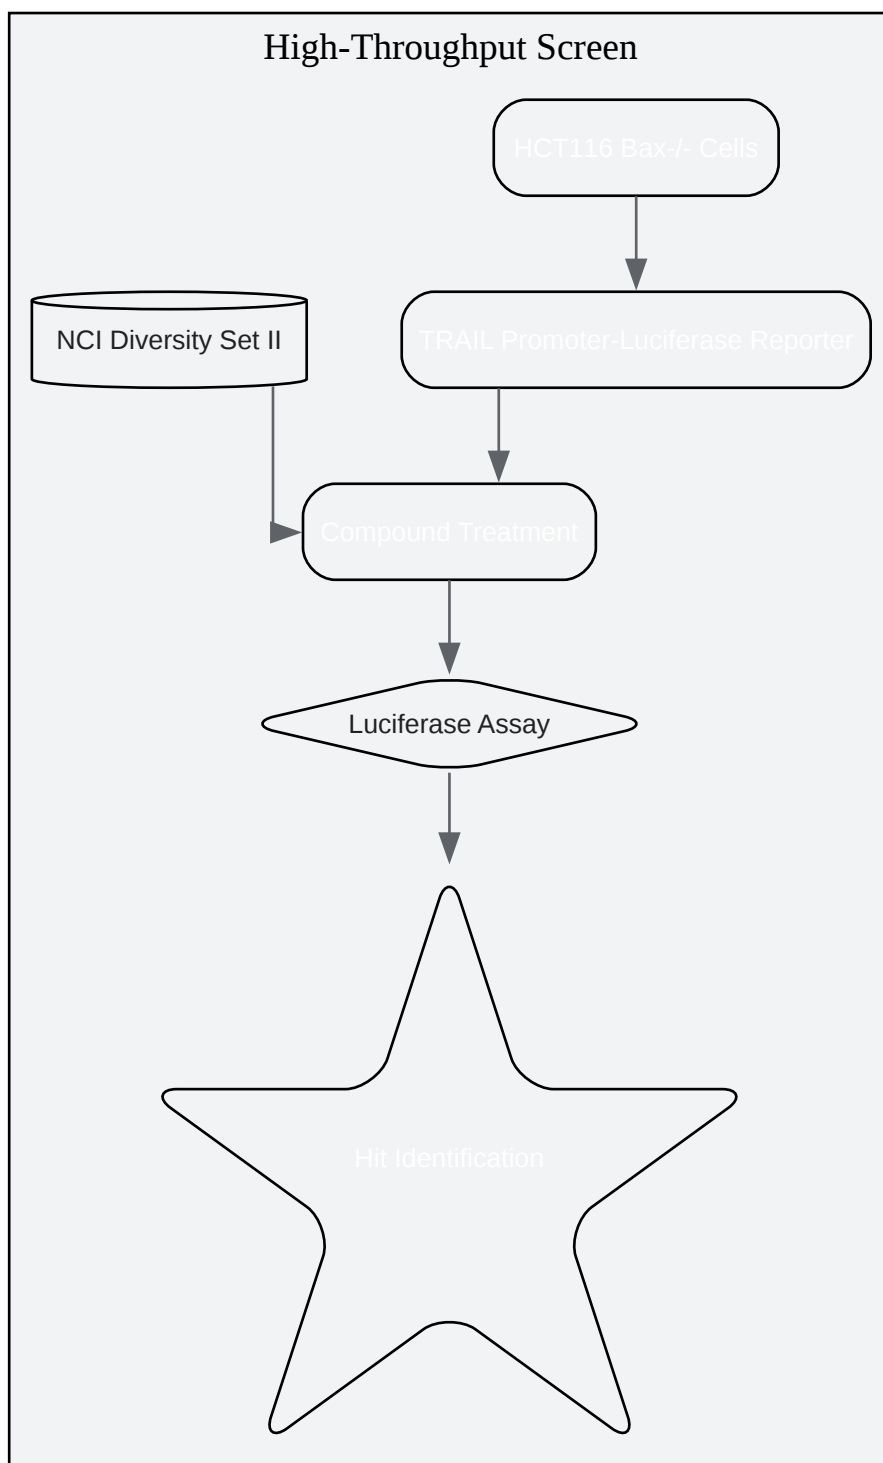 High-Throughput Screen
HCT116 Bax-/- Cells
NCI Diversity Set II
TRAIL Promoter-Luciferase Reporter
Compound Treatment
Luciferase Assay
Hit Identification